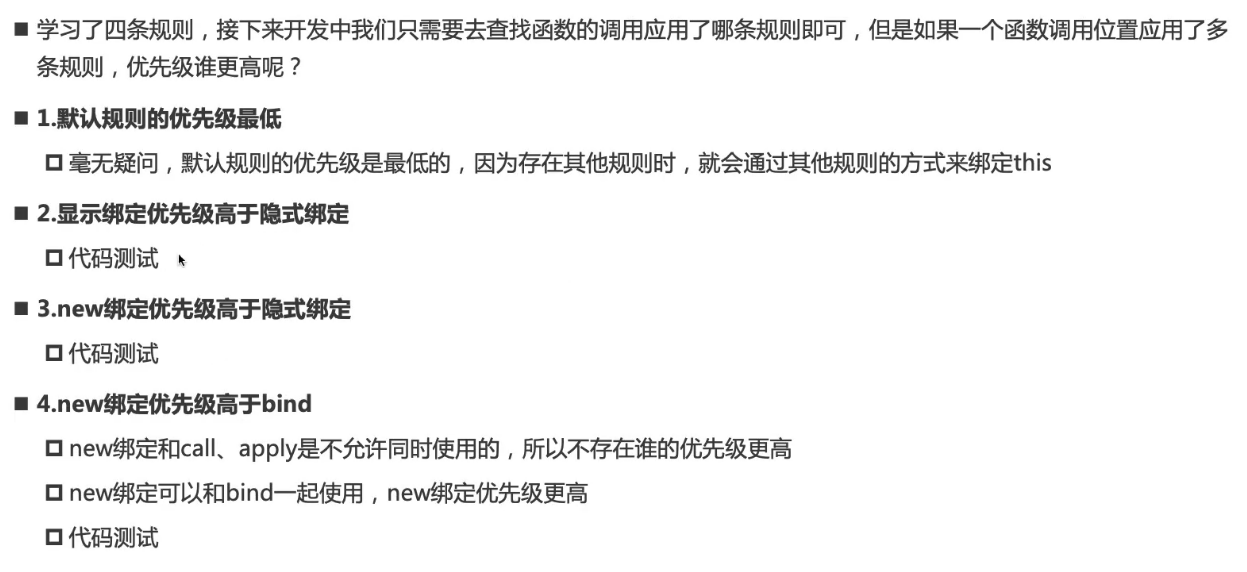 ■ 学习了四条规则，接下来开发中我们只需要去查找函数的调用应用了哪条规则即可，但是如果一个函数调用位置应用了多
条规则，优先级谁更高呢？
■ 1.默认规则的优先级最低
□ 毫无疑问，默认规则的优先级是最低的，因为存在其他规则时，就会通过其他规则的方式来绑定this
■ 2.显示绑定优先级高于隐式绑定
□ 代码测试
■ 3.new绑定优先级高于隐式绑定
□ 代码测试
■ 4.new绑定优先级高于bind
□ new绑定和call、apply是不允许同时使用的，所以不存在谁的优先级更高
□ new绑定可以和bind一起使用，new绑定优先级更高
□ 代码测试